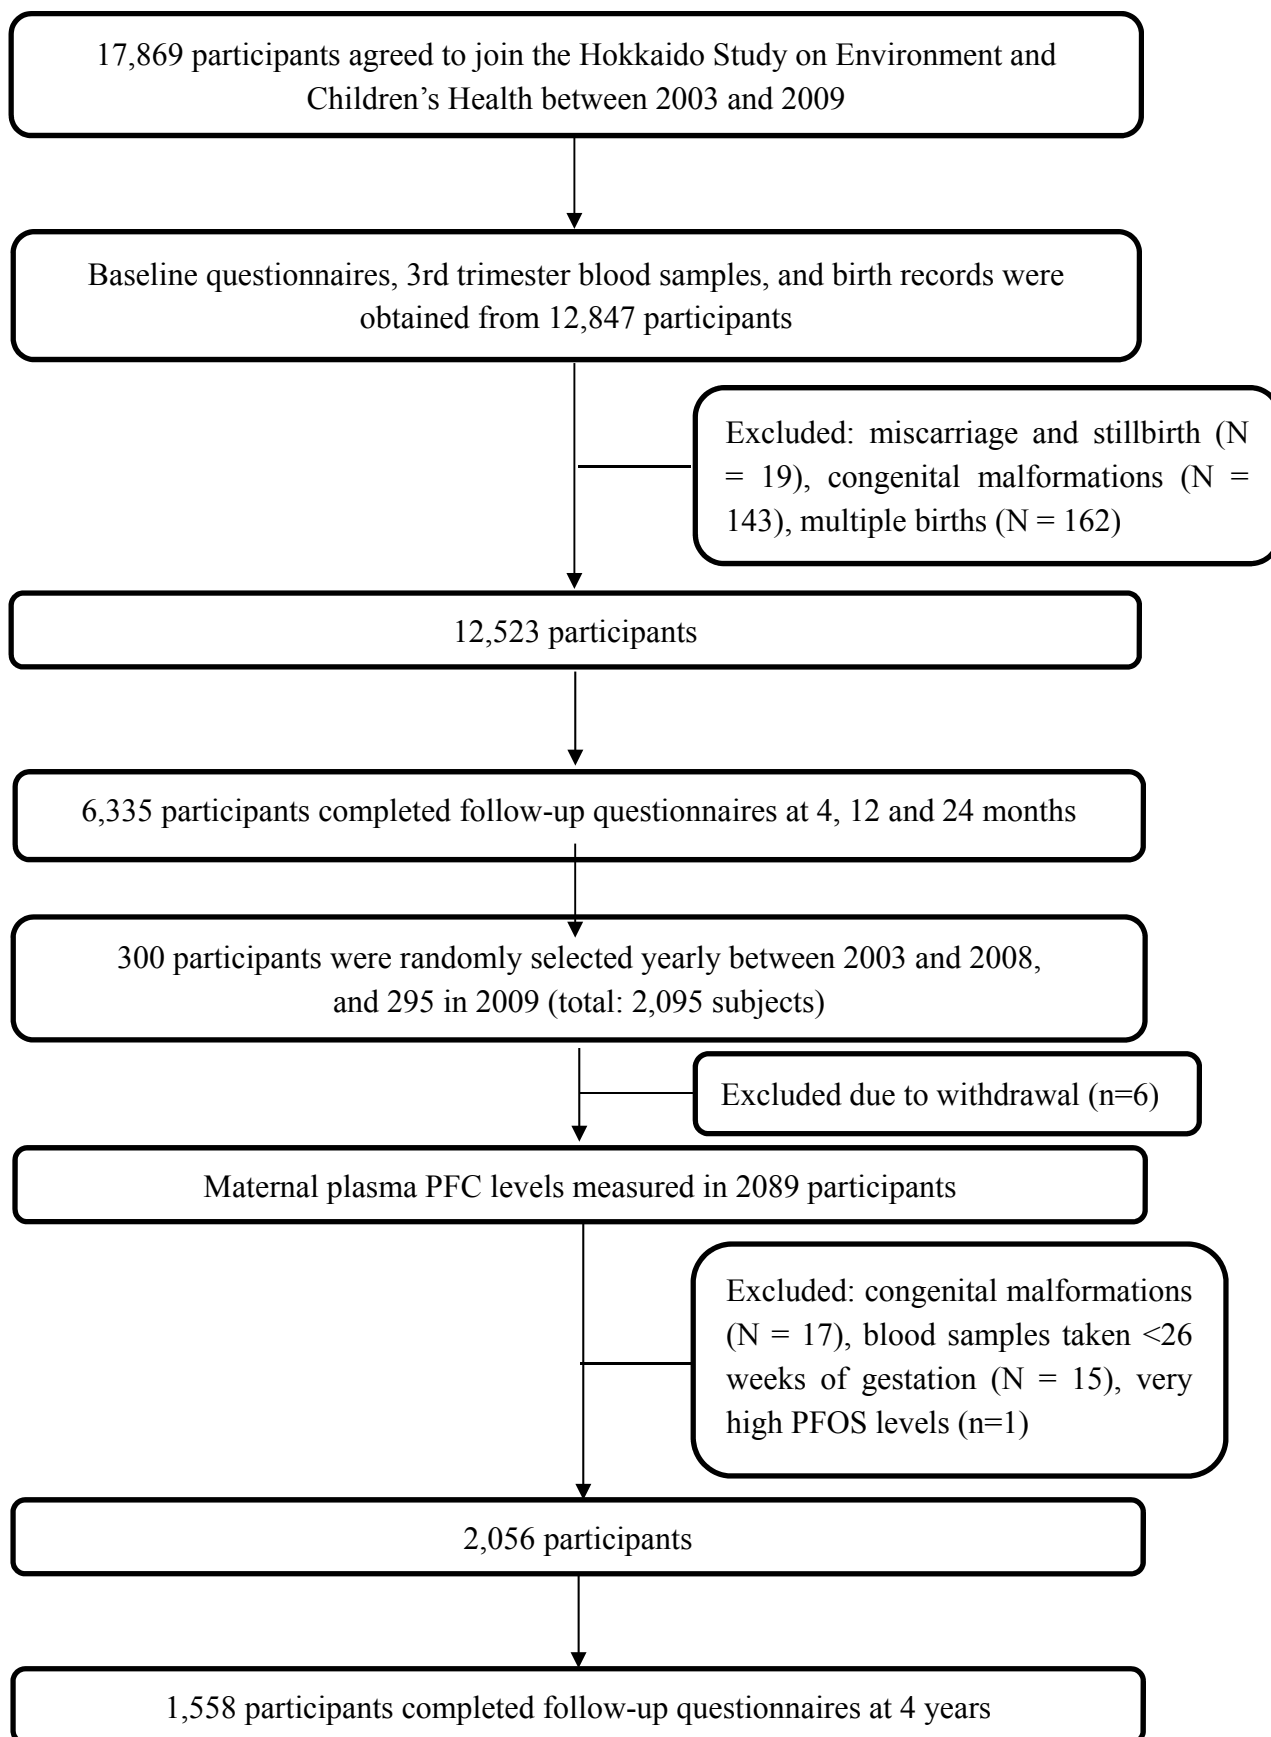 17,869 participants agreed to join the Hokkaido Study on Environment and
Children’s Health between 2003 and 2009
Baseline questionnaires, 3rd trimester blood samples, and birth records were
obtained from 12,847 participants
Excluded: miscarriage and stillbirth (N
= 19), congenital malformations (N =
143), multiple births (N = 162)
12,523 participants
6,335 participants completed follow-up questionnaires at 4, 12 and 24 months
300 participants were randomly selected yearly between 2003 and 2008,
and 295 in 2009 (total: 2,095 subjects)
Excluded due to withdrawal (n=6)
Maternal plasma PFC levels measured in 2089 participants
Excluded: congenital malformations
(N = 17), blood samples taken <26
weeks of gestation (N = 15), very
high PFOS levels (n=1)
2,056 participants
1,558 participants completed follow-up questionnaires at 4 years